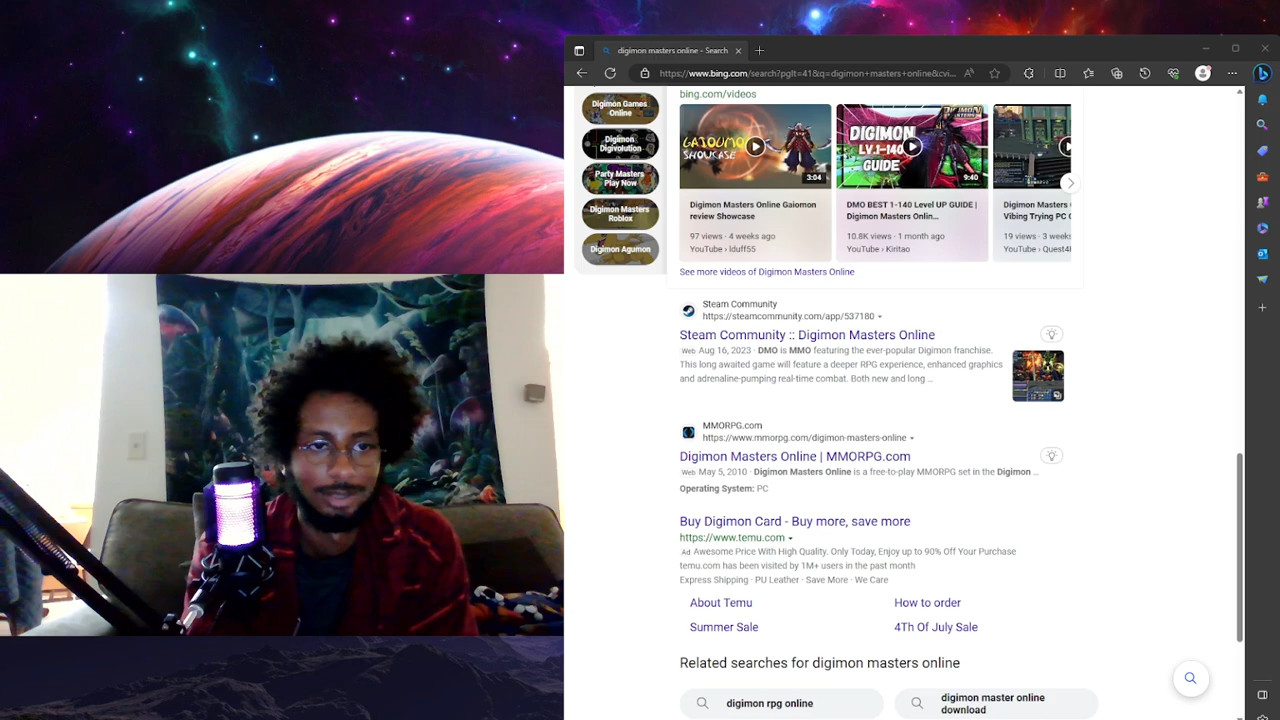 digimon masters online - Search
https://www.bing.com/search?pglt=41&q=digimon+masters+online&cvi...
Digimon Games
Online
Digimon
Digivolution
Party Masters
Play Now
Digimon Masters
Roblox
Digimon Agumon
bing.com/videos
GAIOUMO
SHOWCASE
3:04
Digimon Masters Online Gaiomon
review Showcase
97 views · 4 weeks ago
YouTube › lduff55
DIGIMON
LV.1-140
GUIDE
9:40
DMO BEST 1-140 Level UP GUIDE |
Digimon Masters Onlin...
10.8K views · 1 month ago
YouTube › Kiritao
Digimon Masters
Vibing Trying PC
19 views · 3 week
YouTube › Quest4
See more videos of Digimon Masters Online
Steam Community
https://steamcommunity.com/app/537180
Steam Community :: Digimon Masters Online
Web Aug 16, 2023 · DMO is MMO featuring the ever-popular Digimon franchise.
This long awaited game will feature a deeper RPG experience, enhanced graphics
and adrenaline-pumping real-time combat. Both new and long ...
MMORPG.com
https://www.mmorpg.com/digimon-masters-online
Digimon Masters Online | MMORPG.com
Web May 5, 2010 · Digimon Masters Online is a free-to-play MMORPG set in the Digimon ...
Operating System: PC
Buy Digimon Card - Buy more, save more
https://www.temu.com
Ad Awesome Price With High Quality. Only Today, Enjoy up to 90% Off Your Purchase
temu.com has been visited by 1M+ users in the past month
Express Shipping · PU Leather · Save More · We Care
About Temu
How to order
Summer Sale
4Th Of July Sale
Related searches for digimon masters online
digimon rpg online
digimon master online
download